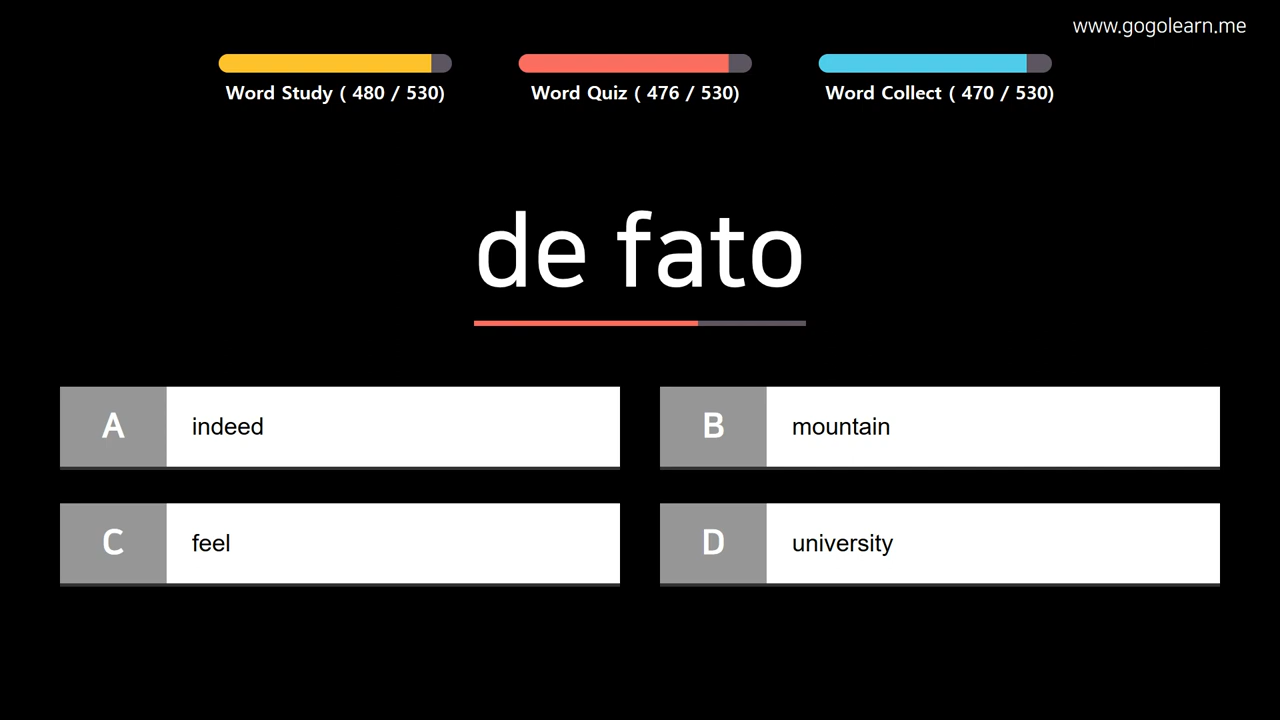 www.gogolearn.me
Word Study ( 480 / 530)
Word Quiz ( 476 / 530)
Word Collect ( 470 / 530)
de fato
A indeed
B mountain
C feel
D university